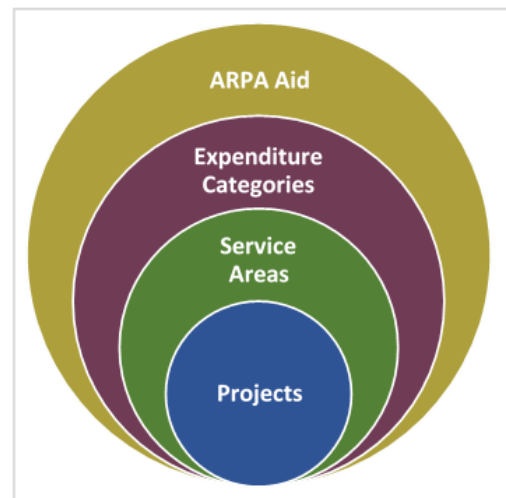 ARPA Aid
Expenditure
Categories
Service
Areas
Projects